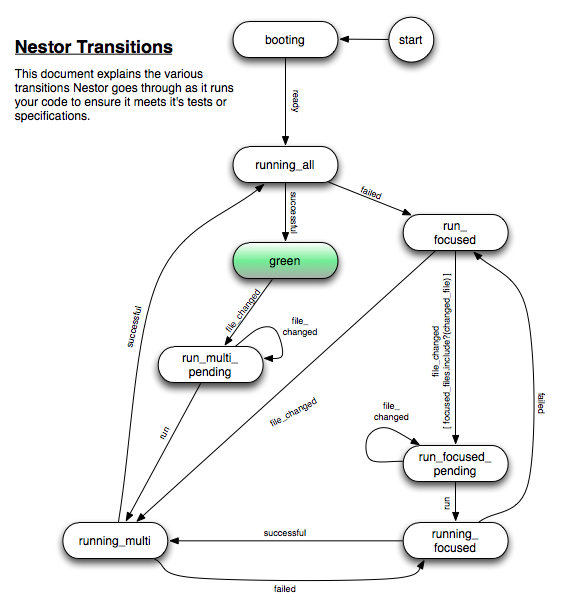 Nestor Transitions
This document explains the various
transitions Nestor goes through as it runs
your code to ensure it meets it's tests or
specifications.
booting
start
ready
running_all
successful
failed
run_
focused
green
file_changed
file_
changed
run_multi_
pending
successful
file_changed
[ focused_files.include?(changed_file) ]
file_changed
file_
changed
failed
run
run_focused_
pending
run
running_multi
successful
running_
focused
failed